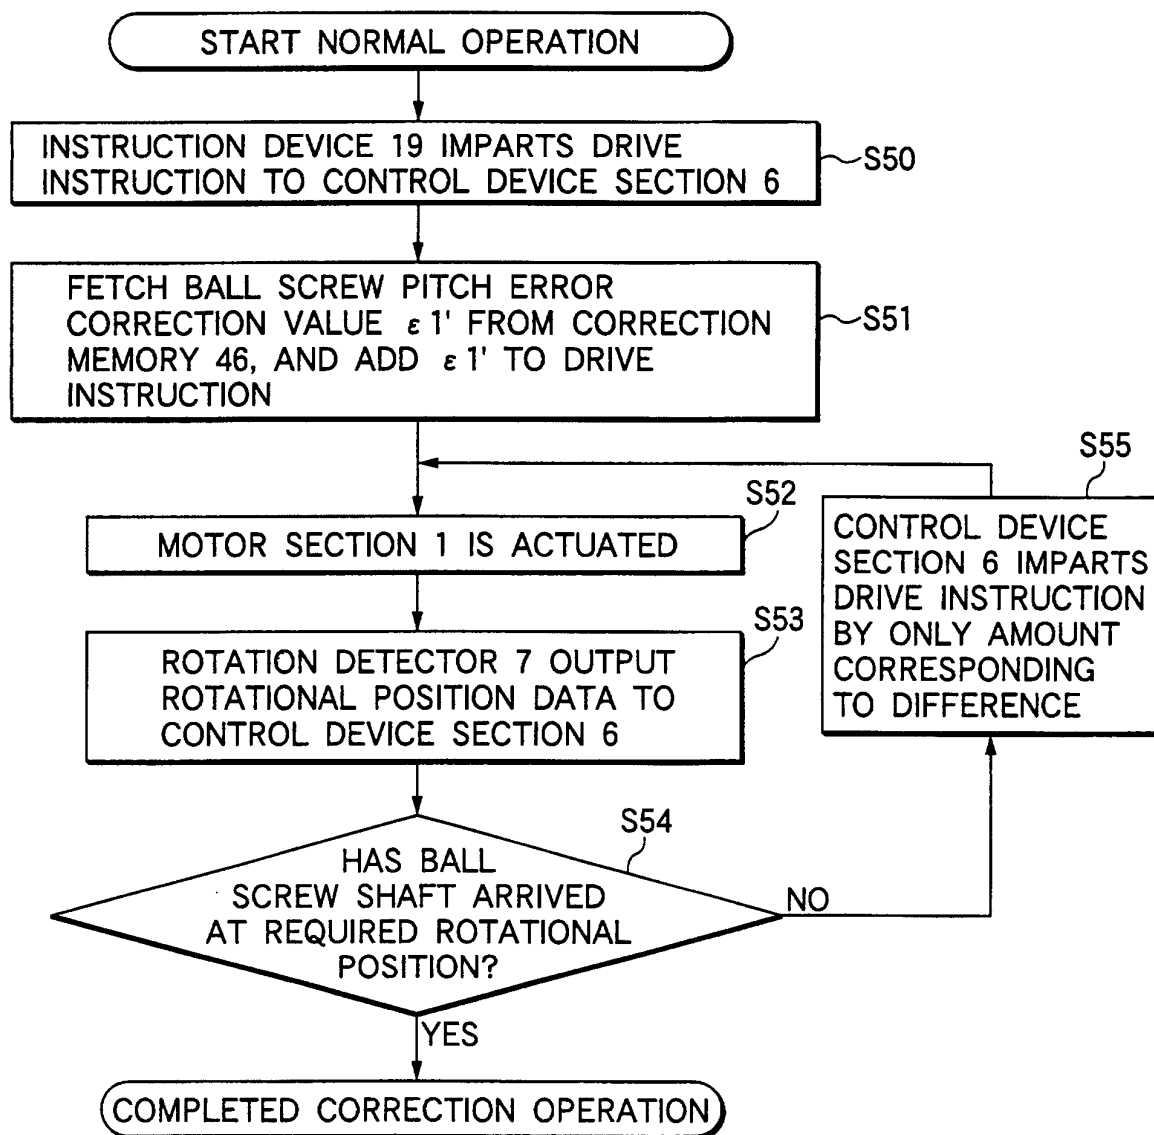 START NORMAL OPERATION
INSTRUCTION DEVICE 19 IMPARTS DRIVE
INSTRUCTION TO CONTROL DEVICE SECTION 6
S50
FETCH BALL SCREW PITCH ERROR
CORRECTION VALUE ε1' FROM CORRECTION
MEMORY 46, AND ADD ε1' TO DRIVE
INSTRUCTION
S51
MOTOR SECTION 1 IS ACTUATED
S52
ROTATION DETECTOR 7 OUTPUT
ROTATIONAL POSITION DATA TO
CONTROL DEVICE SECTION 6
S53
HAS BALL
SCREW SHAFT ARRIVED
AT REQUIRED ROTATIONAL
POSITION?
S54
NO
S55
CONTROL DEVICE
SECTION 6 IMPARTS
DRIVE INSTRUCTION
BY ONLY AMOUNT
CORRESPONDING
TO DIFFERENCE
YES
COMPLETED CORRECTION OPERATION